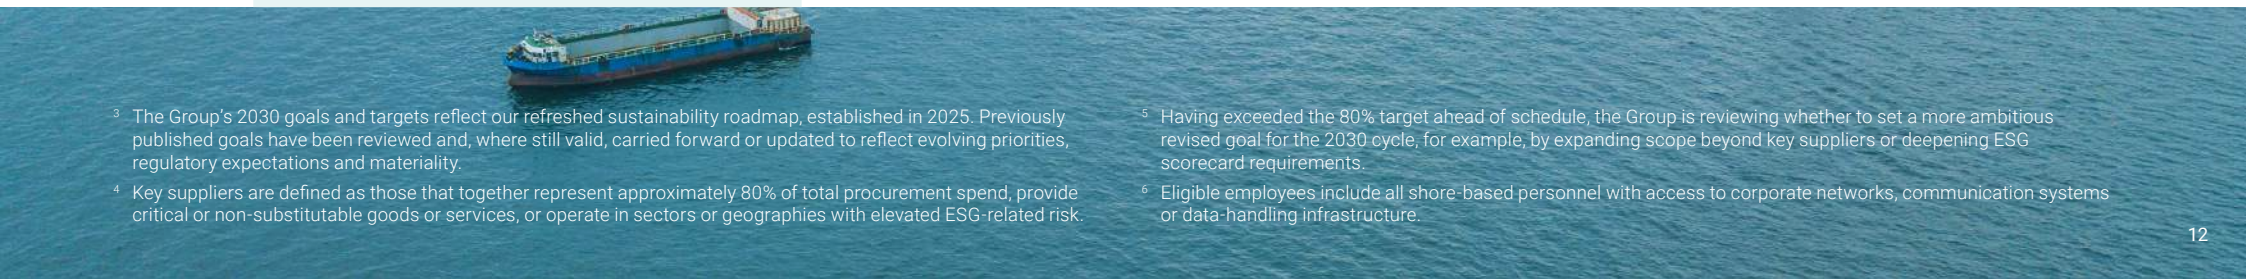 3 The Group's 2030 goals and targets reflect our refreshed sustainability roadmap, established in 2025. Previously
published goals have been reviewed and, where still valid, carried forward or updated to reflect evolving priorities,
regulatory expectations and materiality.
4 Key suppliers are defined as those that together represent approximately 80% of total procurement spend, provide
critical or non-substitutable goods or services, or operate in sectors or geographies with elevated ESG-related risk.
5 Having exceeded the 80% target ahead of schedule, the Group is reviewing whether to set a more ambitious
revised goal for the 2030 cycle, for example, by expanding scope beyond key suppliers or deepening ESG
scorecard requirements.
6 Eligible employees include all shore-based personnel with access to corporate networks, communication systems
or data-handling infrastructure.
12